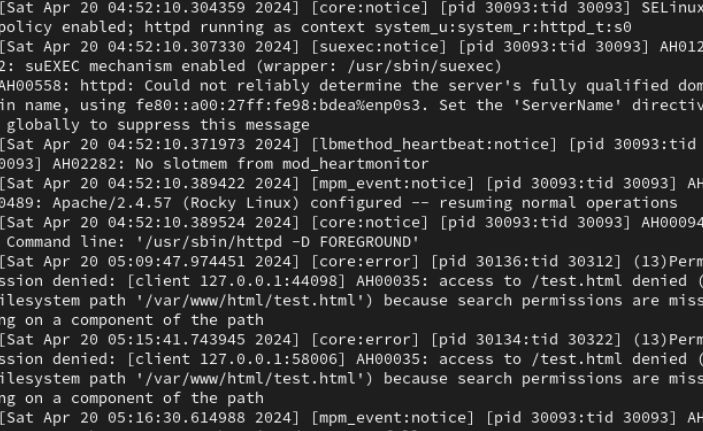 [Sat Apr 20 04:52:10.304359 2024] [core:notice] [pid 30093:tid 30093] SELinux
policy enabled; httpd running as context system_u:system_r:httpd_t:s0
[Sat Apr 20 04:52:10.307330 2024] [suexec:notice] [pid 30093:tid 30093] AH012
2: suEXEC mechanism enabled (wrapper: /usr/sbin/suexec)
AH00558: httpd: Could not reliably determine the server's fully qualified dom
in name, using fe80::a00:27ff:fe98:bdea%enp0s3. Set the 'ServerName' directiv
globally to suppress this message
[Sat Apr 20 04:52:10.371973 2024] [lbmethod_heartbeat:notice] [pid 30093:tid
0093] AH02282: No slotmem from mod_heartmonitor
[Sat Apr 20 04:52:10.389422 2024] [mpm_event:notice] [pid 30093:tid 30093] AH
0489: Apache/2.4.57 (Rocky Linux) configured -- resuming normal operations
[Sat Apr 20 04:52:10.389524 2024] [core:notice] [pid 30093:tid 30093] AH00094
Command line: '/usr/sbin/httpd -D FOREGROUND'
[Sat Apr 20 05:09:47.974451 2024] [core:error] [pid 30136:tid 30312] (13)Perm
ssion denied: [client 127.0.0.1:44098] AH00035: access to /test.html denied (
ilesystem path '/var/www/html/test.html') because search permissions are miss
ng on a component of the path
[Sat Apr 20 05:15:41.743945 2024] [core:error] [pid 30134:tid 30322] (13)Perm
ssion denied: [client 127.0.0.1:58006] AH00035: access to /test.html denied (
ilesystem path '/var/www/html/test.html') because search permissions are miss
ng on a component of the path
[Sat Apr 20 05:16:30.614988 2024] [mpm_event:notice] [pid 30093:tid 30093] AH